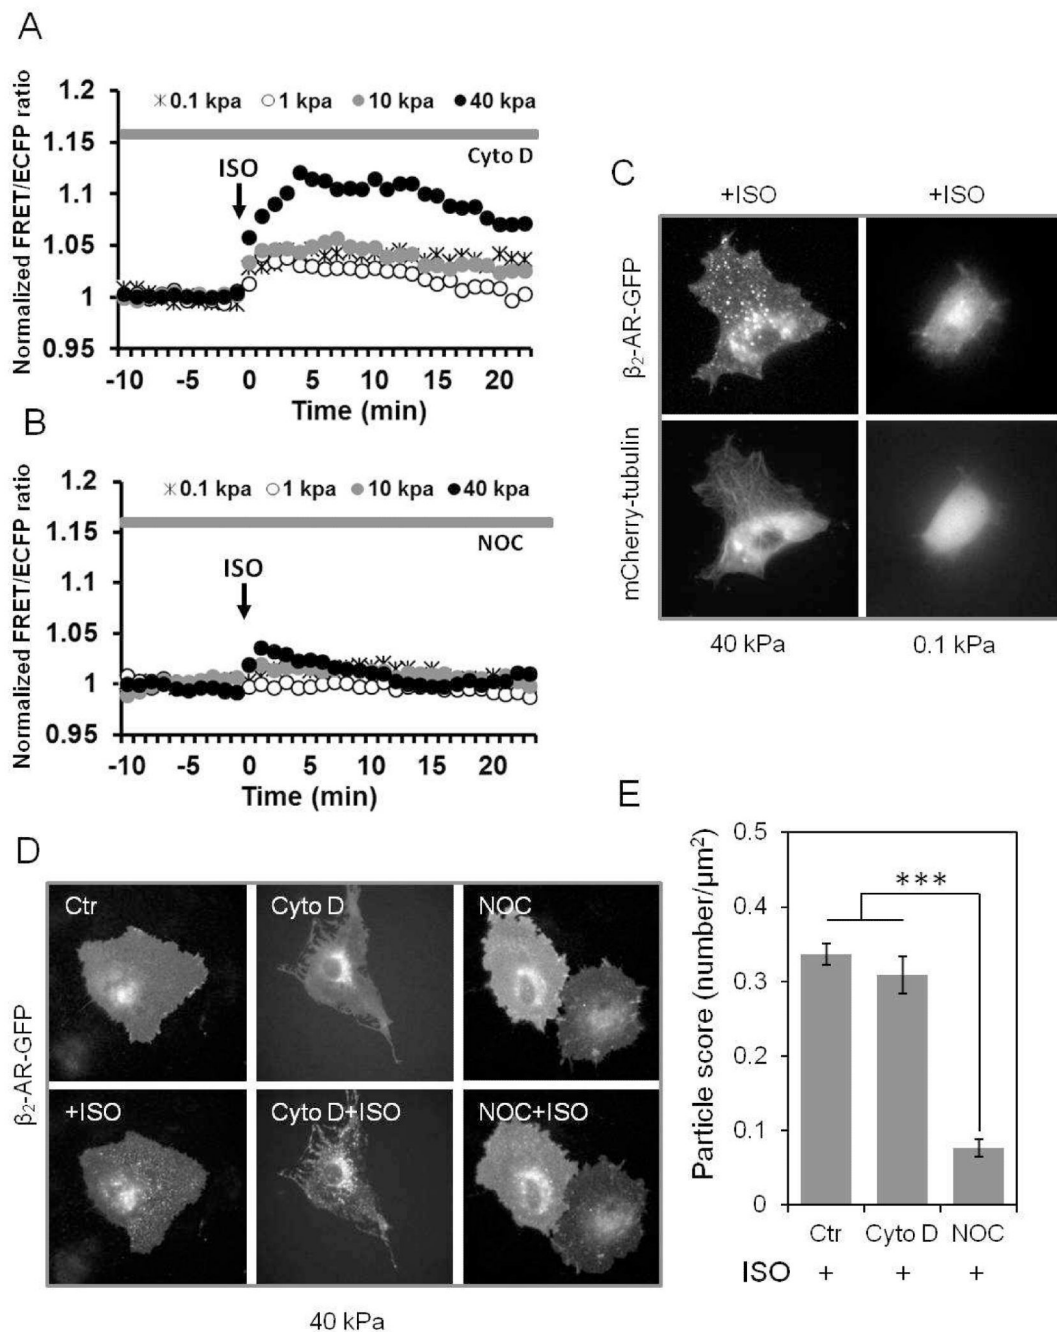 A
Normalized FRET/ECFP ratio
1.2
1.15
1.1
1.05
1
0.95
0.1 kpa 1 kpa 10 kpa 40 kpa
Cyto D
ISO
-10 -5 0 5 10 15 20
Time (min)
B
Normalized FRET/ECFP ratio
1.2
1.15
1.1
1.05
1
0.95
0.1 kpa 1 kpa 10 kpa 40 kpa
NOC
ISO
-10 -5 0 5 10 15 20
Time (min)
C
+ISO +ISO
β₂-AR-GFP
mCherry-tubulin
40 kPa 0.1 kPa
D
β₂-AR-GFP
Ctr Cyto D NOC
+ISO Cyto D+ISO NOC+ISO
40 kPa
E
Particle score (number/μm²)
0.5
0.4
0.3
0.2
0.1
0
***
Ctr Cyto D NOC
ISO + + +